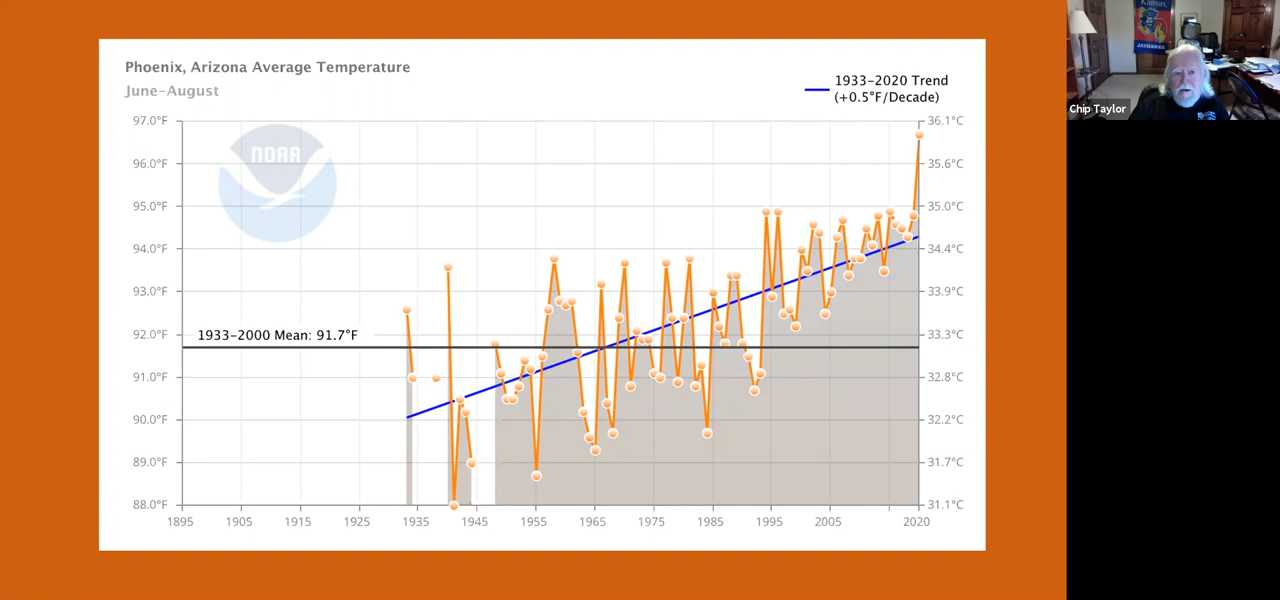 Phoenix, Arizona Average Temperature
June-August
1933-2020 Trend
(+0.5°F/Decade)
NOAA
97.0°F
96.0°F
95.0°F
94.0°F
93.0°F
92.0°F
91.0°F
90.0°F
89.0°F
88.0°F
36.1°C
35.6°C
35.0°C
34.4°C
33.9°C
33.3°C
32.8°C
32.2°C
31.7°C
31.1°C
1933-2000 Mean: 91.7°F
1895 1905 1915 1925 1935 1945 1955 1965 1975 1985 1995 2005 2020
Kansas
JAYHAWKS
Chip Taylor